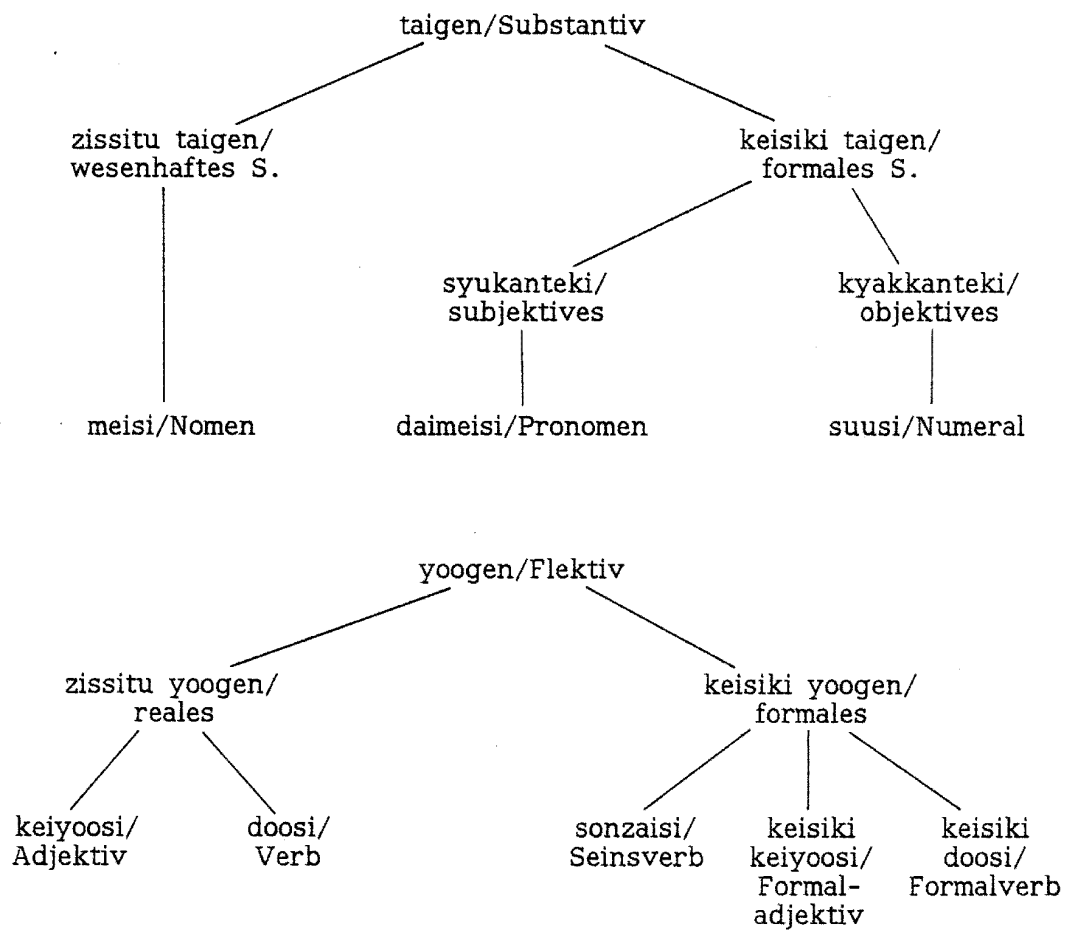 taigen/Substantiv
zissitu taigen/
wesenhaftes S.
keisiki taigen/
formales S.
syukanteki/
subjektives
kyakkanteki/
objektives
meisi/Nomen
daimeisi/Pronomen
suusi/Numeral
yoogen/Flektiv
zissitu yoogen/
reales
keisiki yoogen/
formales
keiyoosi/
Adjektiv
doosi/
Verb
sonzaisi/
Seinsverb
keisiki
keiyoosi/
Formal-
adjektiv
keisiki
doosi/
Formalverb